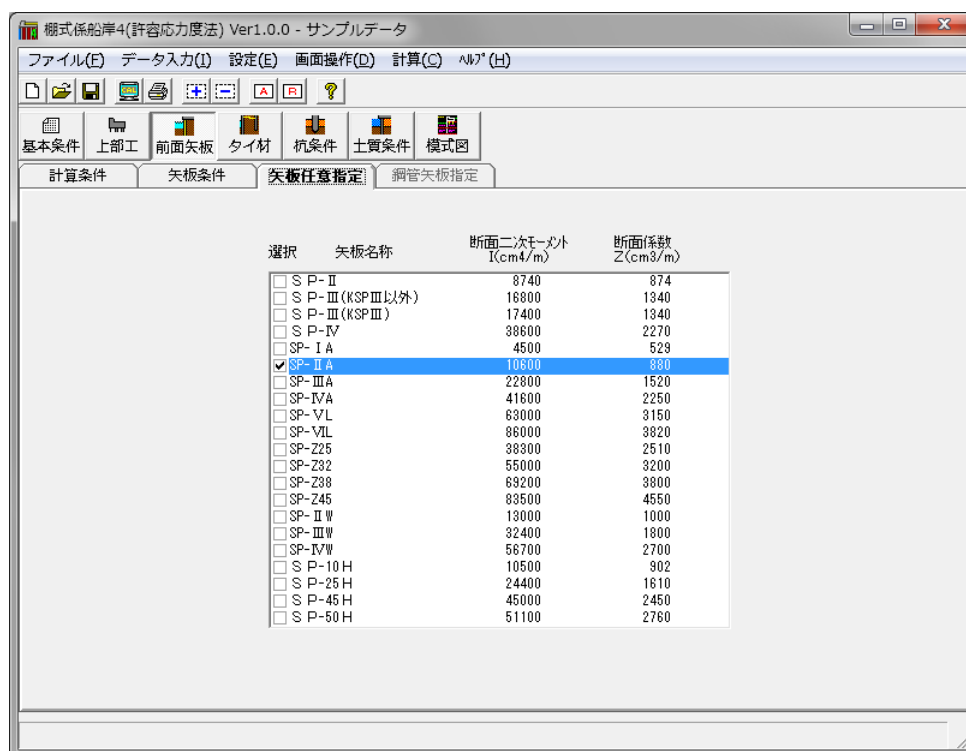 棚式係船岸4(許容応力度法) Ver1.0.0 - サンプルデータ
ファイル(F) データ入力(I) 設定(E) 画面操作(D) 計算(C) ヘルプ(H)
A R ?
基本条件 上部工 前面矢板 タイ材 杭条件 土質条件 模式図
計算条件 矢板条件 矢板任意指定 鋼管矢板指定
選択 矢板名称 断面二次モーメント I(cm4/m) 断面係数 Z(cm3/m)
ＳＰ-Ⅱ 8740 874
ＳＰ-Ⅲ(KSPⅢ以外) 16800 1340
ＳＰ-Ⅲ(KSPⅢ) 17400 1340
ＳＰ-Ⅳ 38600 2270
SP-ⅠA 4500 529
SP-ⅡA 10600 880
SP-ⅢA 22800 1520
SP-ⅣA 41600 2250
SP-ⅤL 63000 3150
SP-ⅥL 86000 3820
SP-Z25 38300 2510
SP-Z32 55000 3200
SP-Z38 69200 3800
SP-Z45 83500 4550
SP-ⅡW 13000 1000
SP-ⅢW 32400 1800
SP-ⅣW 56700 2700
ＳＰ-10Ｈ 10500 902
ＳＰ-25Ｈ 24400 1610
ＳＰ-45Ｈ 45000 2450
ＳＰ-50Ｈ 51100 2760